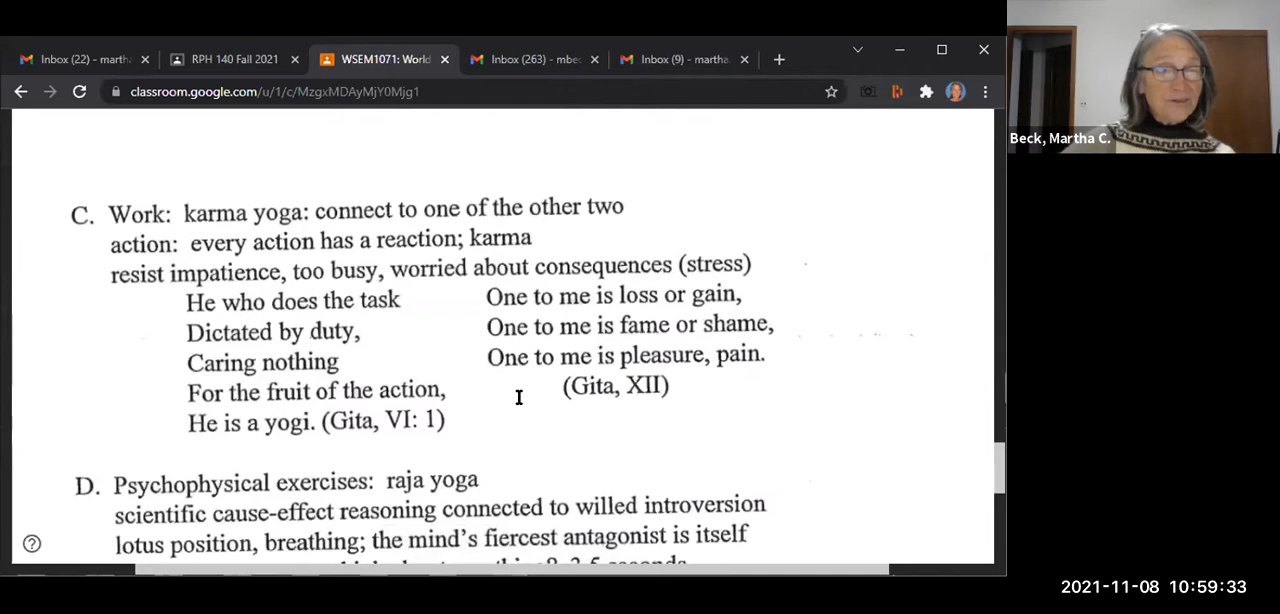 Inbox (22) - marth
RPH 140 Fall 2021
WSEM1071: World
Inbox (263) - mbec
Inbox (9) - martha.
classroom.google.com/u/1/c/MzgxMDAyMjY0Mjg1
Beck, Martha C.
C. Work: karma yoga: connect to one of the other two
action: every action has a reaction; karma
resist impatience, too busy, worried about consequences (stress)
He who does the task
Dictated by duty,
Caring nothing
For the fruit of the action,
He is a yogi. (Gita, VI: 1)
One to me is loss or gain,
One to me is fame or shame,
One to me is pleasure, pain.
(Gita, XII)
D. Psychophysical exercises: raja yoga
scientific cause-effect reasoning connected to willed introversion
lotus position, breathing; the mind's fiercest antagonist is itself
2021-11-08 10:59:33